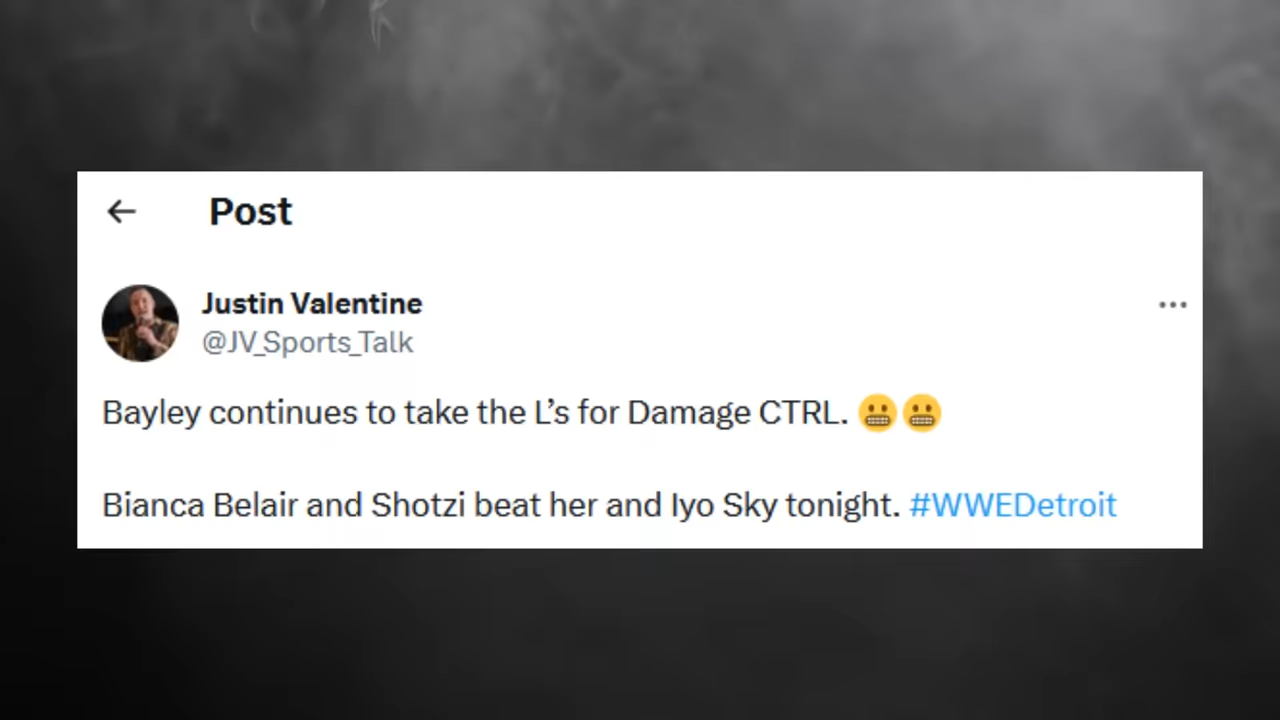 Post
Justin Valentine
@JV_Sports_Talk
Bayley continues to take the L’s for Damage CTRL. 😬😬
Bianca Belair and Shotzi beat her and Iyo Sky tonight. #WWEDetroit